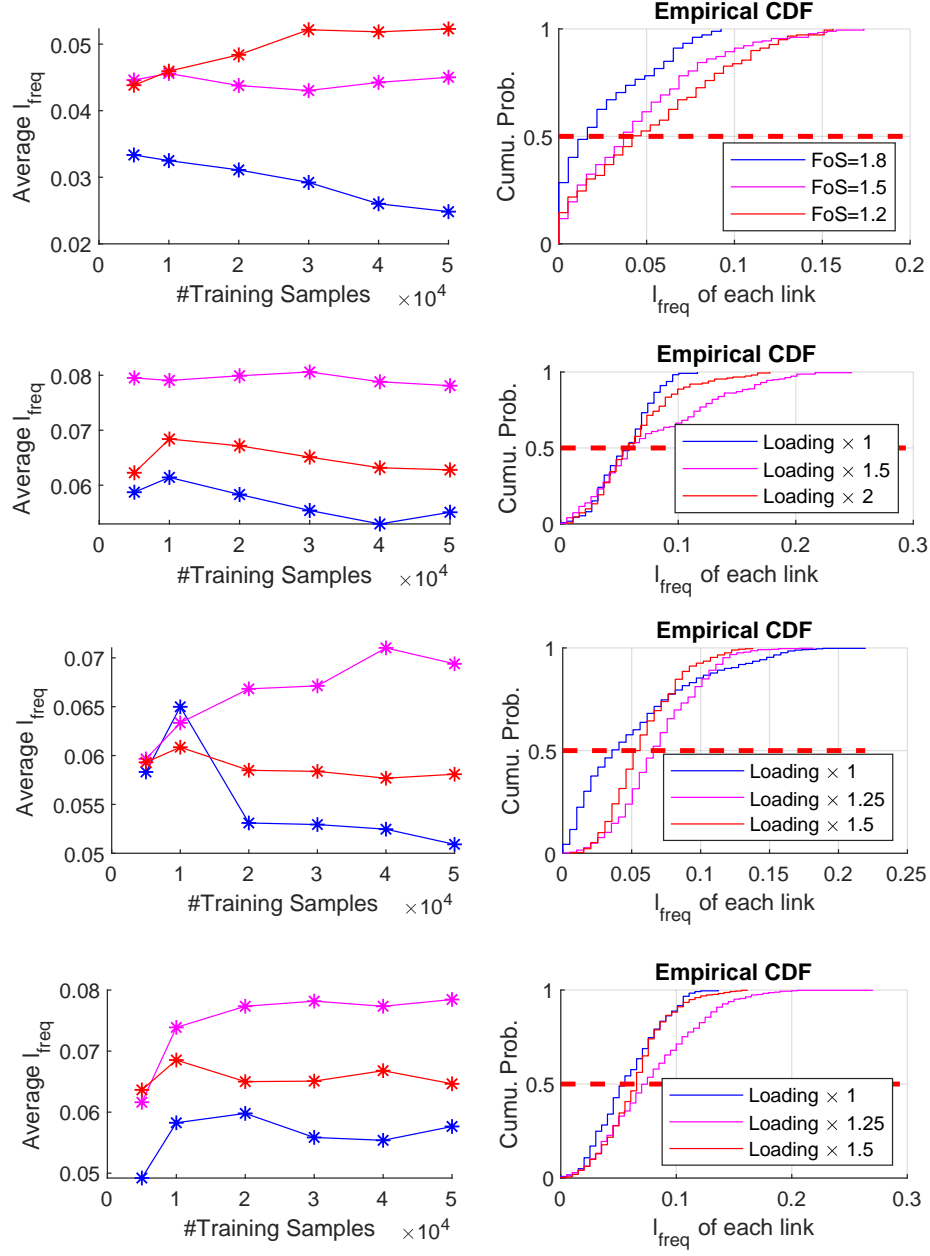 Empirical CDF
0.05
0.04
0.03
0.02
Average I_freq
0 1 2 3 4 5
#Training Samples ×10^4
1
0.5
0
Cumu. Prob.
FoS=1.8
FoS=1.5
FoS=1.2
0 0.05 0.1 0.15 0.2
I_freq of each link
Empirical CDF
0.08
0.07
0.06
Average I_freq
0 1 2 3 4 5
#Training Samples ×10^4
1
0.5
0
Cumu. Prob.
Loading × 1
Loading × 1.5
Loading × 2
0 0.1 0.2 0.3
I_freq of each link
Empirical CDF
0.07
0.065
0.06
0.055
0.05
Average I_freq
0 1 2 3 4 5
#Training Samples ×10^4
1
0.5
0
Cumu. Prob.
Loading × 1
Loading × 1.25
Loading × 1.5
0 0.05 0.1 0.15 0.2 0.25
I_freq of each link
Empirical CDF
0.08
0.07
0.06
0.05
Average I_freq
0 1 2 3 4 5
#Training Samples ×10^4
1
0.5
0
Cumu. Prob.
Loading × 1
Loading × 1.25
Loading × 1.5
0 0.1 0.2 0.3
I_freq of each link